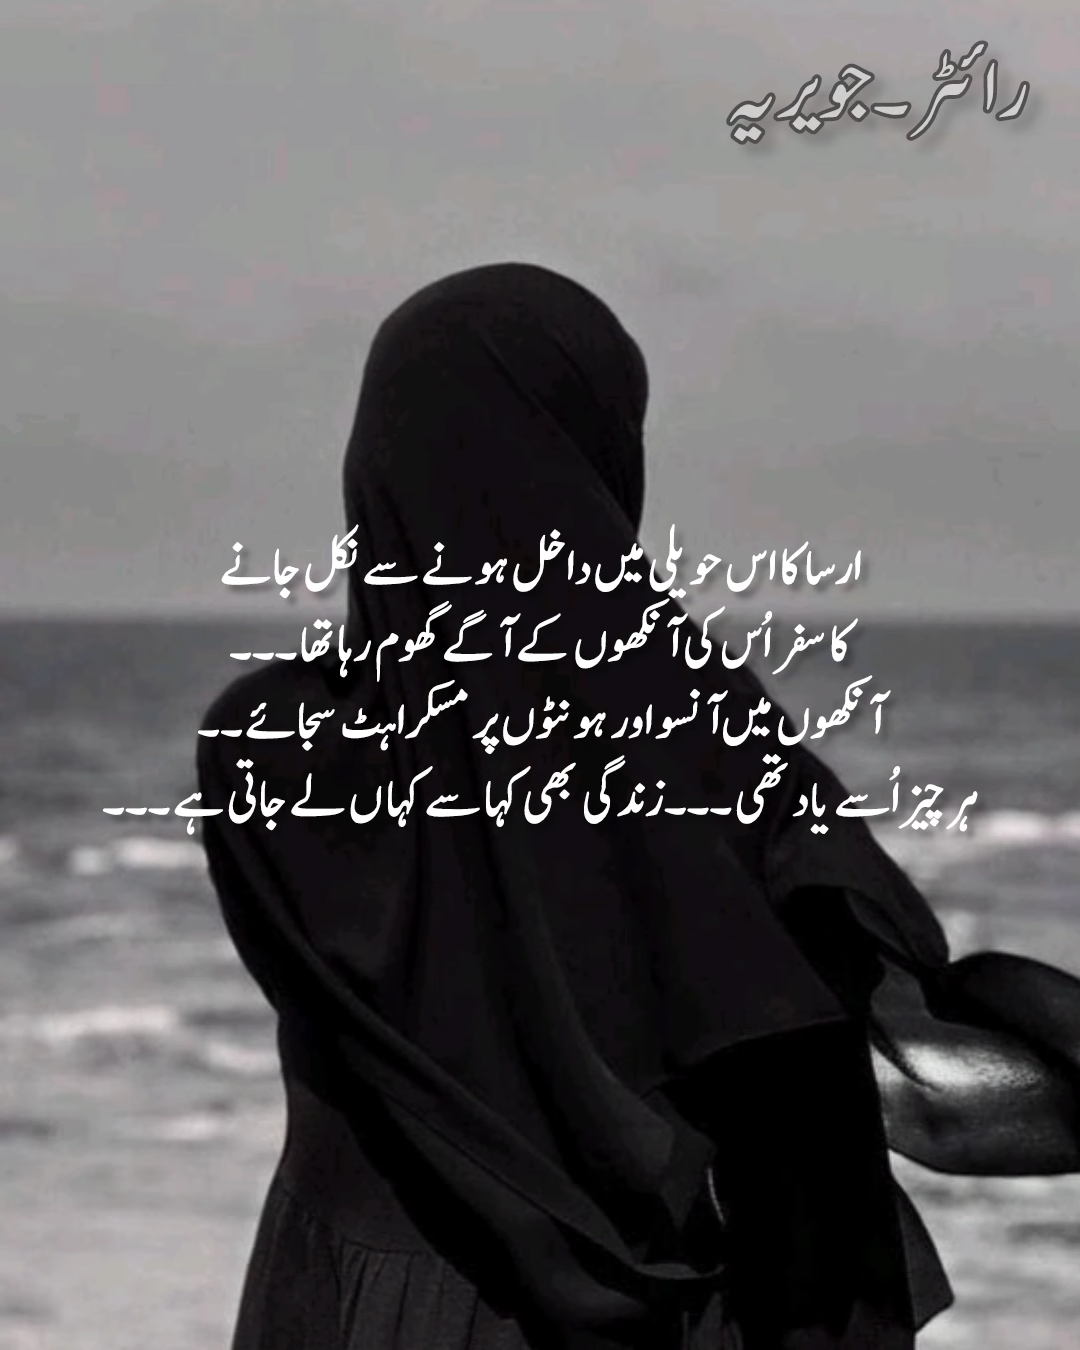 رائٹر۔جویریہ
ارسا کا اس حویلی میں داخل ہونے سے نکل جانے
کا سفر اُس کی آنکھوں کے آگے گھوم رہا تھا۔۔۔
آنکھوں میں آنسو اور ہونٹوں پر مسکراہٹ سجائے۔۔
ہر چیز اُسے یاد تھی۔۔۔زندگی بھی کہا سے کہاں لے جاتی ہے۔۔۔